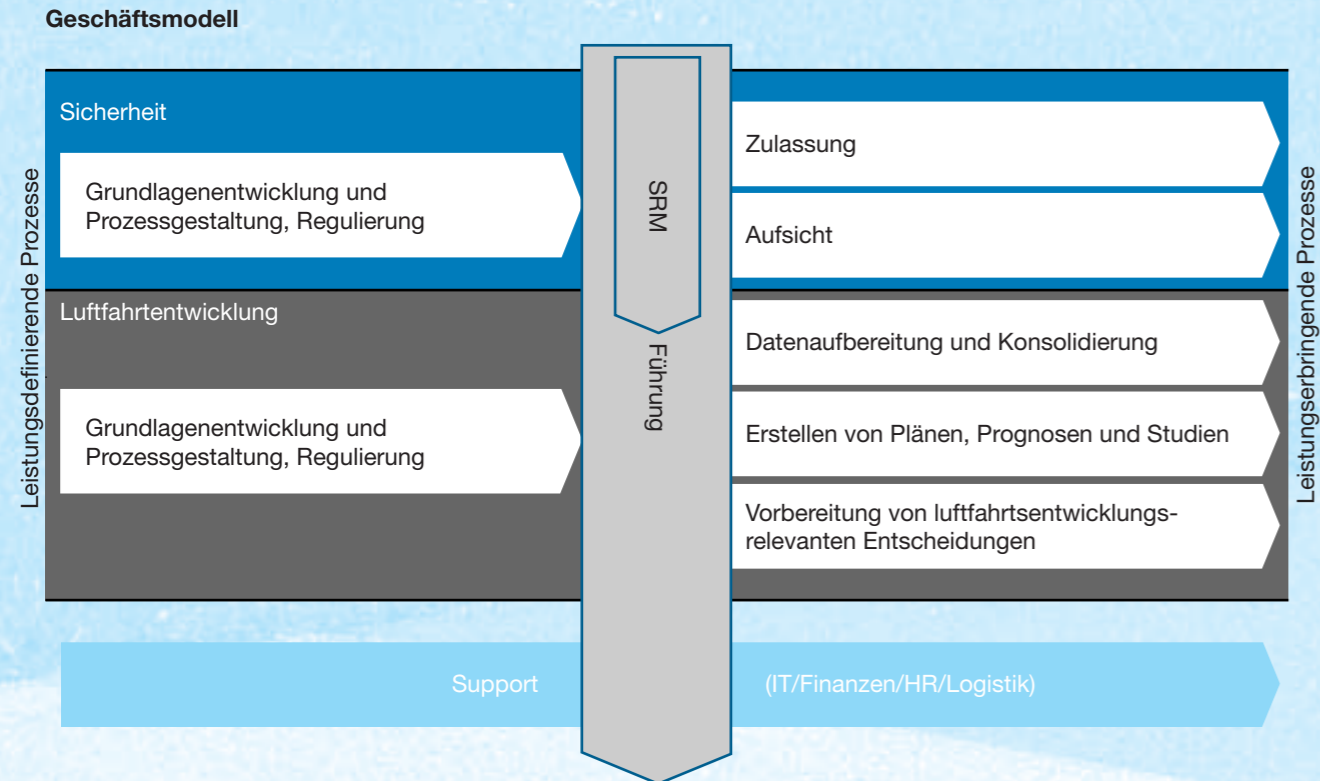 Geschäftsmodell
Leistungsdefinierende Prozesse
Sicherheit
Grundlagenentwicklung und
Prozessgestaltung, Regulierung
Luftfahrtentwicklung
Grundlagenentwicklung und
Prozessgestaltung, Regulierung
SRM
Führung
Zulassung
Aufsicht
Datenaufbereitung und Konsolidierung
Erstellen von Plänen, Prognosen und Studien
Vorbereitung von luftfahrtsentwicklungs-
relevanten Entscheidungen
Leistungserbringende Prozesse
Support
(IT/Finanzen/HR/Logistik)